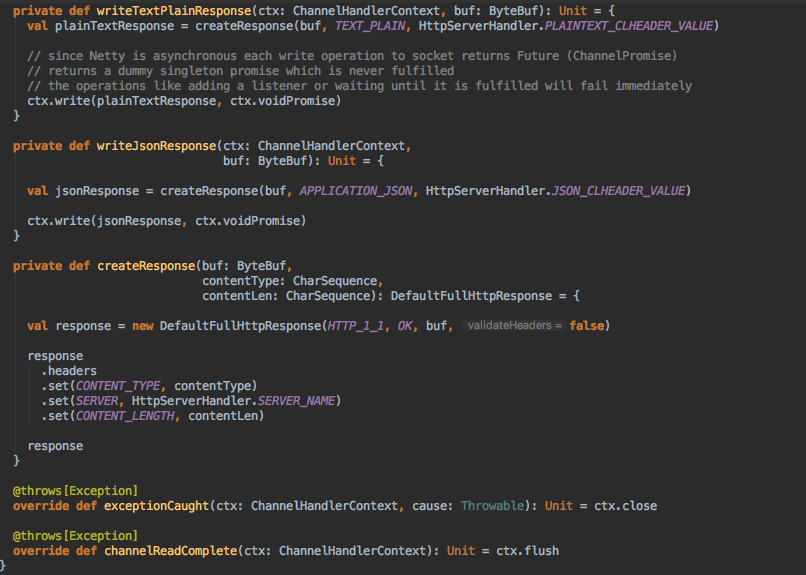 private def writeTextPlainResponse(ctx: ChannelHandlerContext, buf: ByteBuf): Unit = {
  val plainTextResponse = createResponse(buf, TEXT_PLAIN, HttpServerHandler.PLAINTEXT_CLHEADER_VALUE)

  // since Netty is asynchronous each write operation to socket returns Future (ChannelPromise)
  // returns a dummy singleton promise which is never fulfilled
  // the operations like adding a listener or waiting until it is fulfilled will fail immediately
  ctx.write(plainTextResponse, ctx.voidPromise)
}

private def writeJsonResponse(ctx: ChannelHandlerContext,
                              buf: ByteBuf): Unit = {

  val jsonResponse = createResponse(buf, APPLICATION_JSON, HttpServerHandler.JSON_CLHEADER_VALUE)

  ctx.write(jsonResponse, ctx.voidPromise)
}

private def createResponse(buf: ByteBuf,
                           contentType: CharSequence,
                           contentLen: CharSequence): DefaultFullHttpResponse = {

  val response = new DefaultFullHttpResponse(HTTP_1_1, OK, buf, validateHeaders = false)

  response
    .headers
    .set(CONTENT_TYPE, contentType)
    .set(SERVER, HttpServerHandler.SERVER_NAME)
    .set(CONTENT_LENGTH, contentLen)

  response
}

@throws[Exception]
override def exceptionCaught(ctx: ChannelHandlerContext, cause: Throwable): Unit = ctx.close

@throws[Exception]
override def channelReadComplete(ctx: ChannelHandlerContext): Unit = ctx.flush
}